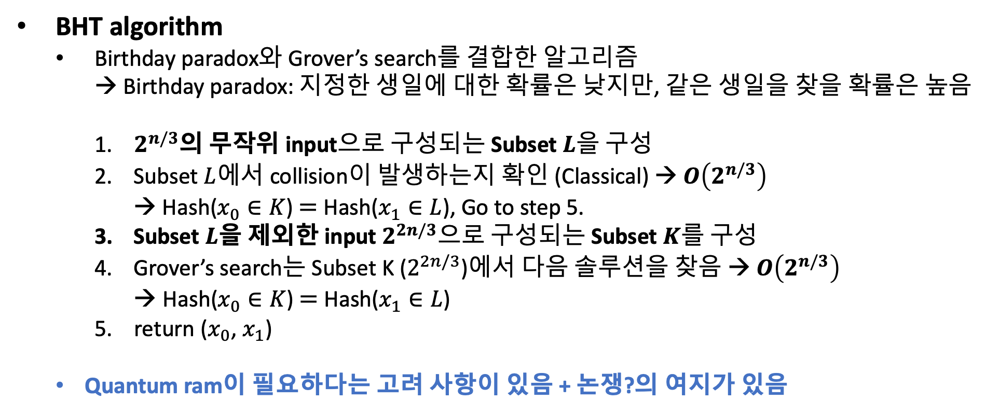 • BHT algorithm
• Birthday paradox와 Grover’s search를 결합한 알고리즘
→ Birthday paradox: 지정한 생일에 대한 확률은 낮지만, 같은 생일을 찾을 확률은 높음
1. 2^{n/3}의 무작위 input으로 구성되는 Subset L을 구성
2. Subset L에서 collision이 발생하는지 확인 (Classical) → O(2^{n/3})
→ Hash(x_0 ∈ K) = Hash(x_1 ∈ L), Go to step 5.
3. Subset L을 제외한 input 2^{2n/3}으로 구성되는 Subset K를 구성
4. Grover’s search는 Subset K (2^{2n/3})에서 다음 솔루션을 찾음 → O(2^{n/3})
→ Hash(x_0 ∈ K) = Hash(x_1 ∈ L)
5. return (x_0, x_1)
• Quantum ram이 필요하다는 고려 사항이 있음 + 논쟁?의 여지가 있음